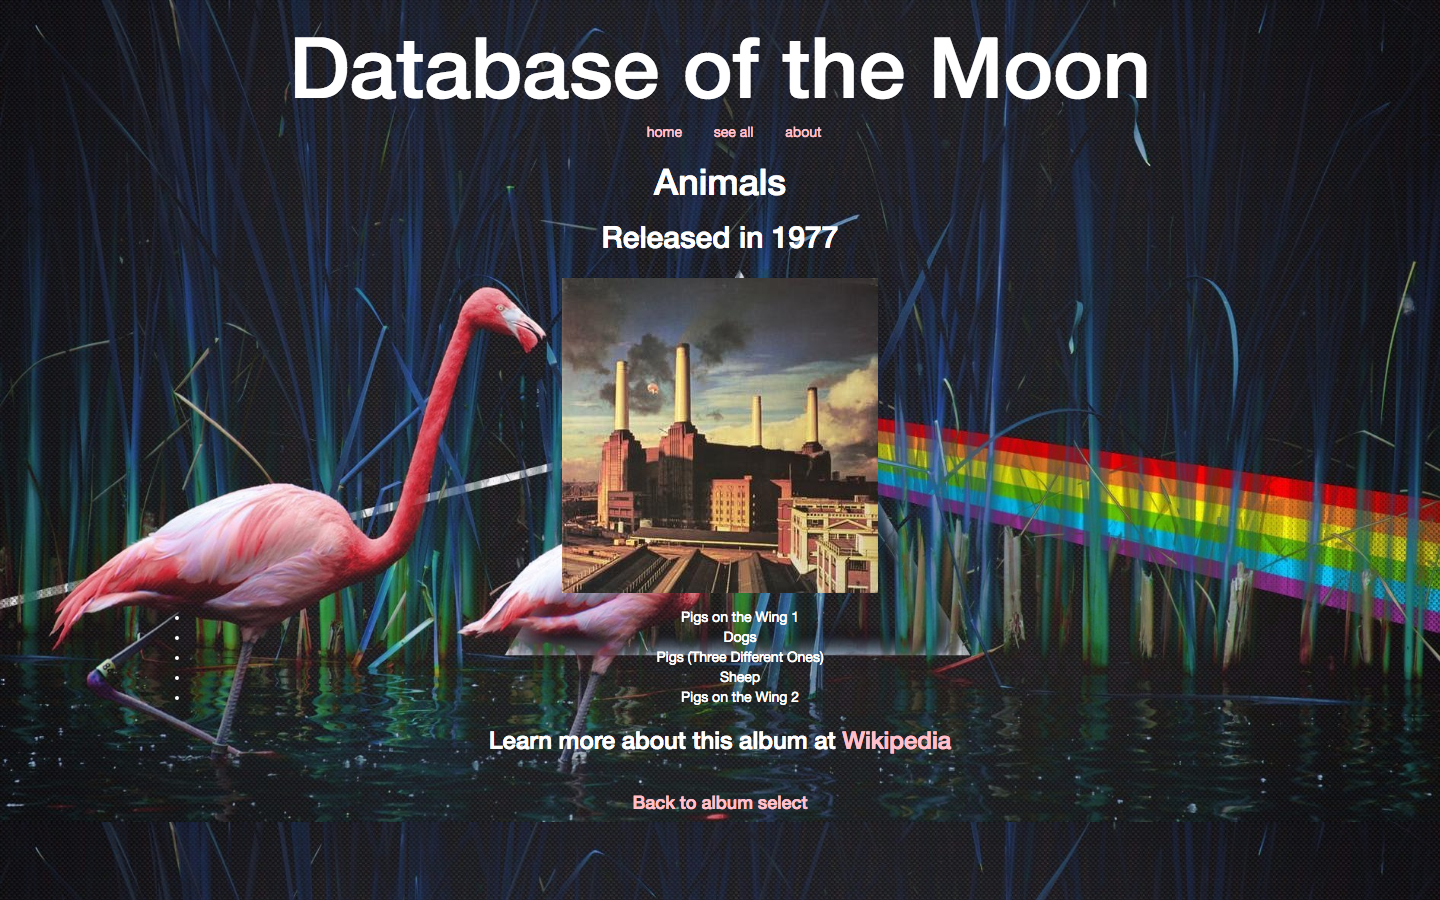 Database of the Moon
home see all about
Animals
Released in 1977
Pigs on the Wing 1
Dogs
Pigs (Three Different Ones)
Sheep
Pigs on the Wing 2
Learn more about this album at Wikipedia
Back to album select